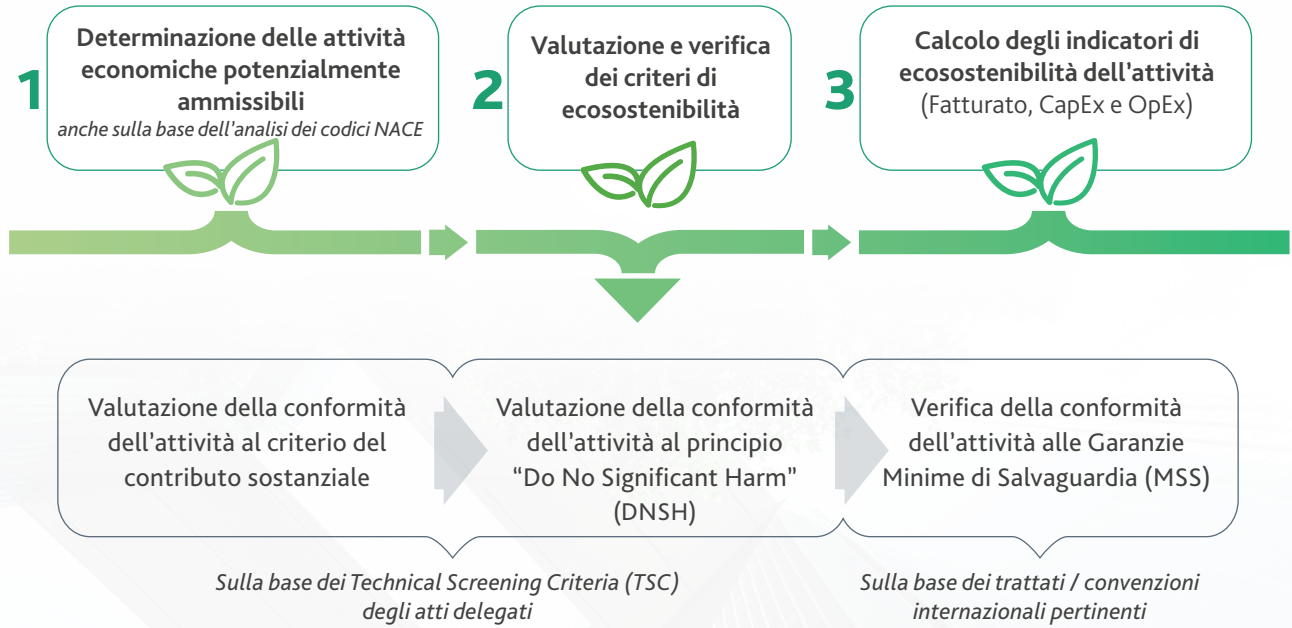 1
Determinazione delle attività
economiche potenzialmente
ammissibili
anche sulla base dell'analisi dei codici NACE
2
Valutazione e verifica
dei criteri di
ecosostenibilità
3
Calcolo degli indicatori di
ecosostenibilità dell'attività
(Fatturato, CapEx e OpEx)
Valutazione della conformità
dell'attività al criterio del
contributo sostanziale
Valutazione della conformità
dell'attività al principio
“Do No Significant Harm”
(DNSH)
Verifica della conformità
dell'attività alle Garanzie
Minime di Salvaguardia (MSS)
Sulla base dei Technical Screening Criteria (TSC)
degli atti delegati
Sulla base dei trattati / convenzioni
internazionali pertinenti